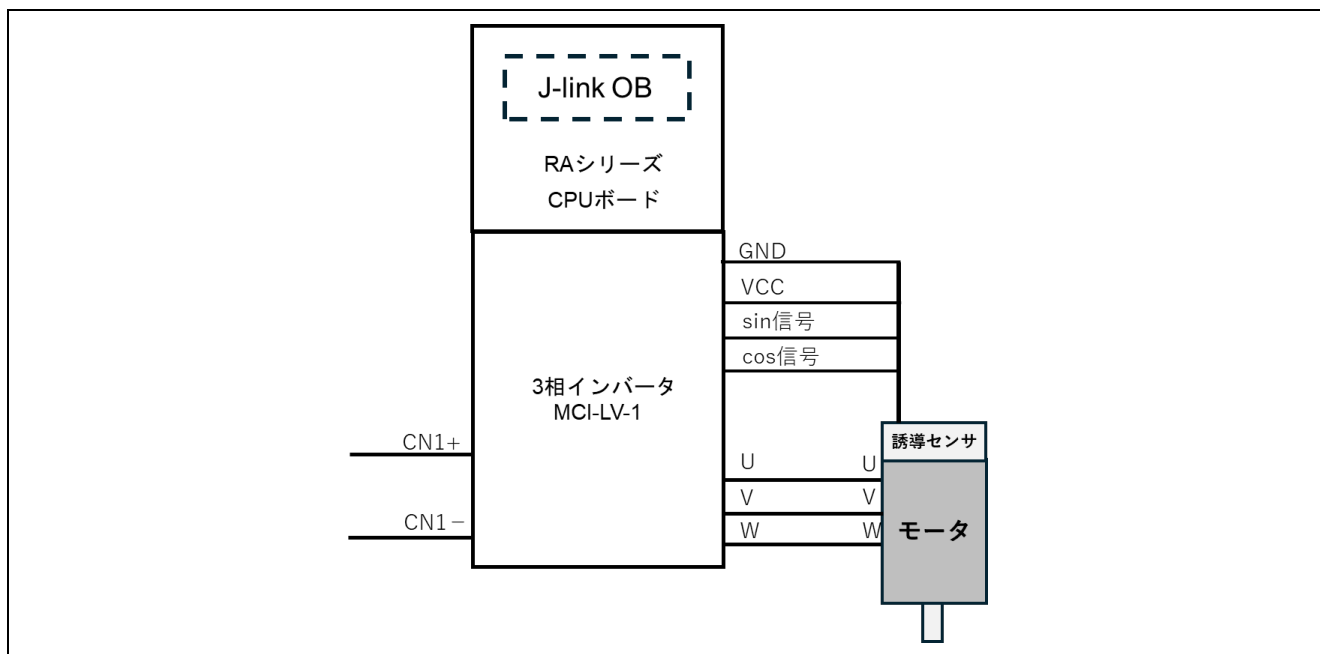 J-link OB
RAシリーズ
CPUボード
GND
VCC
sin信号
cos信号
3相インバータ
MCI-LV-1
誘導センサ
CN1+
U U
V V
W W
モータ
CN1−